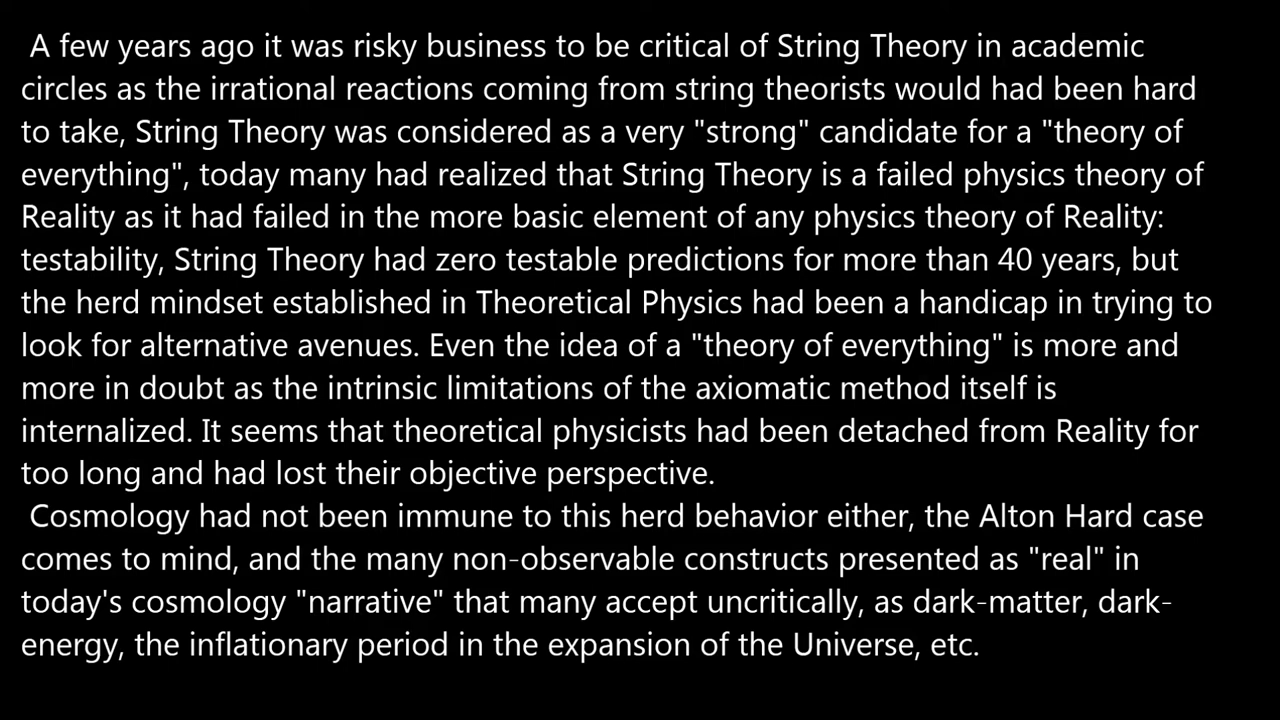 A few years ago it was risky business to be critical of String Theory in academic
circles as the irrational reactions coming from string theorists would had been hard
to take, String Theory was considered as a very "strong" candidate for a "theory of
everything", today many had realized that String Theory is a failed physics theory of
Reality as it had failed in the more basic element of any physics theory of Reality:
testability, String Theory had zero testable predictions for more than 40 years, but
the herd mindset established in Theoretical Physics had been a handicap in trying to
look for alternative avenues. Even the idea of a "theory of everything" is more and
more in doubt as the intrinsic limitations of the axiomatic method itself is
internalized. It seems that theoretical physicists had been detached from Reality for
too long and had lost their objective perspective.
Cosmology had not been immune to this herd behavior either, the Alton Hard case
comes to mind, and the many non-observable constructs presented as "real" in
today's cosmology "narrative" that many accept uncritically, as dark-matter, dark-
energy, the inflationary period in the expansion of the Universe, etc.